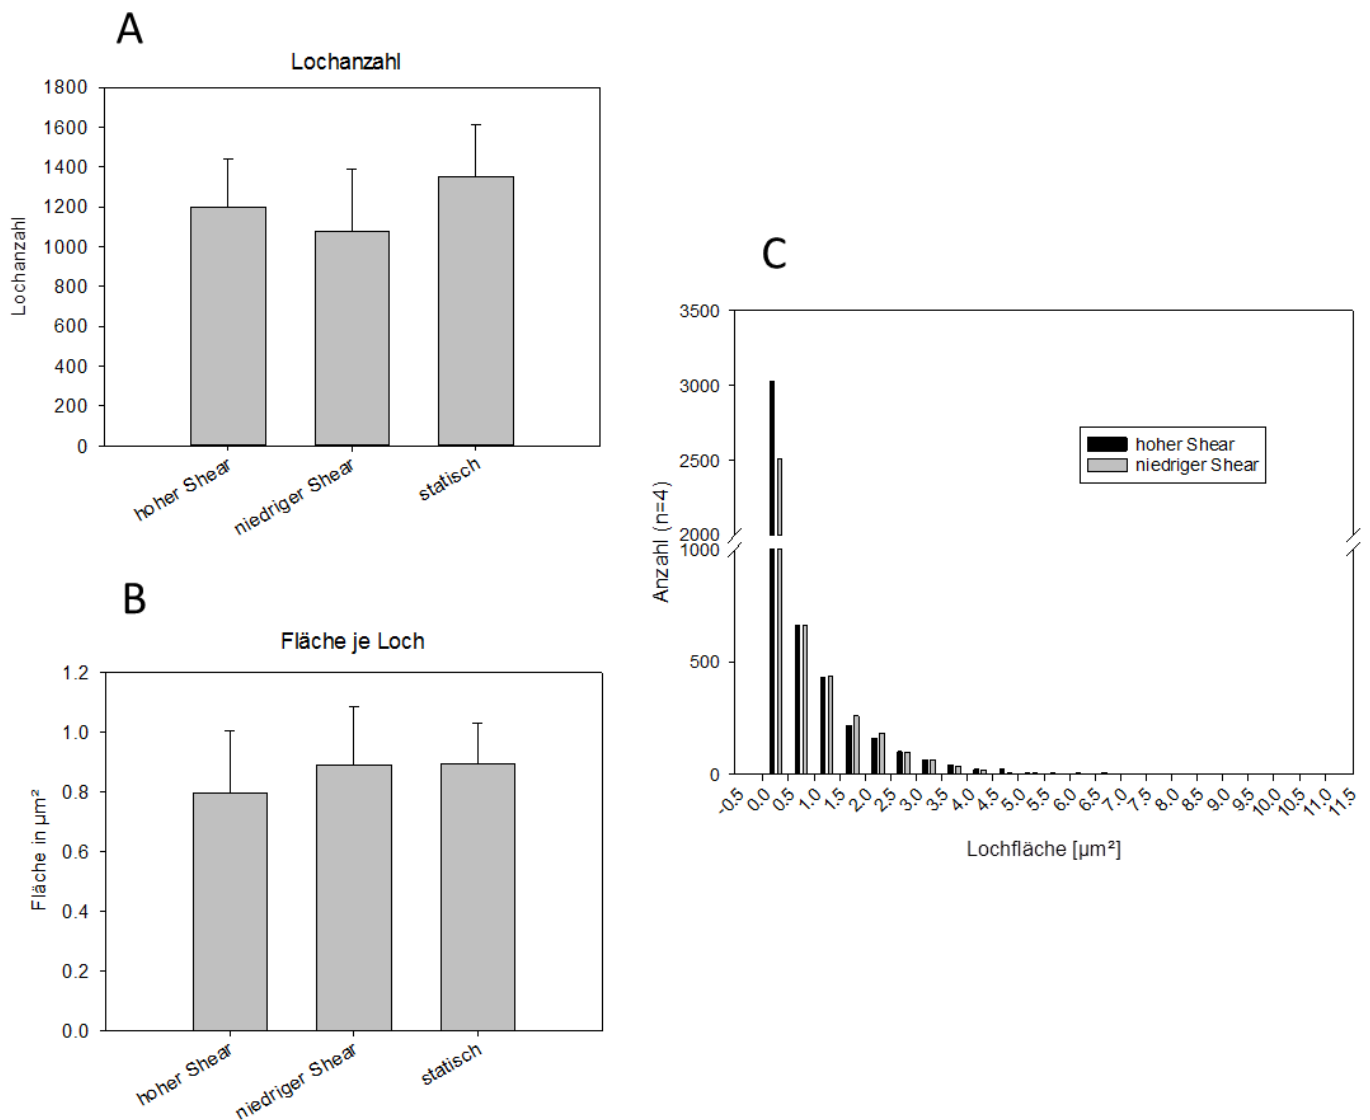 A
Lochanzahl
1800
1600
1400
1200
1000
800
600
400
200
0
Lochanzahl
hoher Shear
niedriger Shear
statisch
B
Fläche je Loch
1.2
1.0
0.8
0.6
0.4
0.2
0.0
Fläche in µm²
hoher Shear
niedriger Shear
statisch
C
3500
3000
2500
2000
1000
500
0
Anzahl (n=4)
hoher Shear
niedriger Shear
-0.5 0.0 0.5 1.0 1.5 2.0 2.5 3.0 3.5 4.0 4.5 5.0 5.5 6.0 6.5 7.0 7.5 8.0 8.5 9.0 9.5 10.0 10.5 11.0 11.5
Lochfläche [µm²]